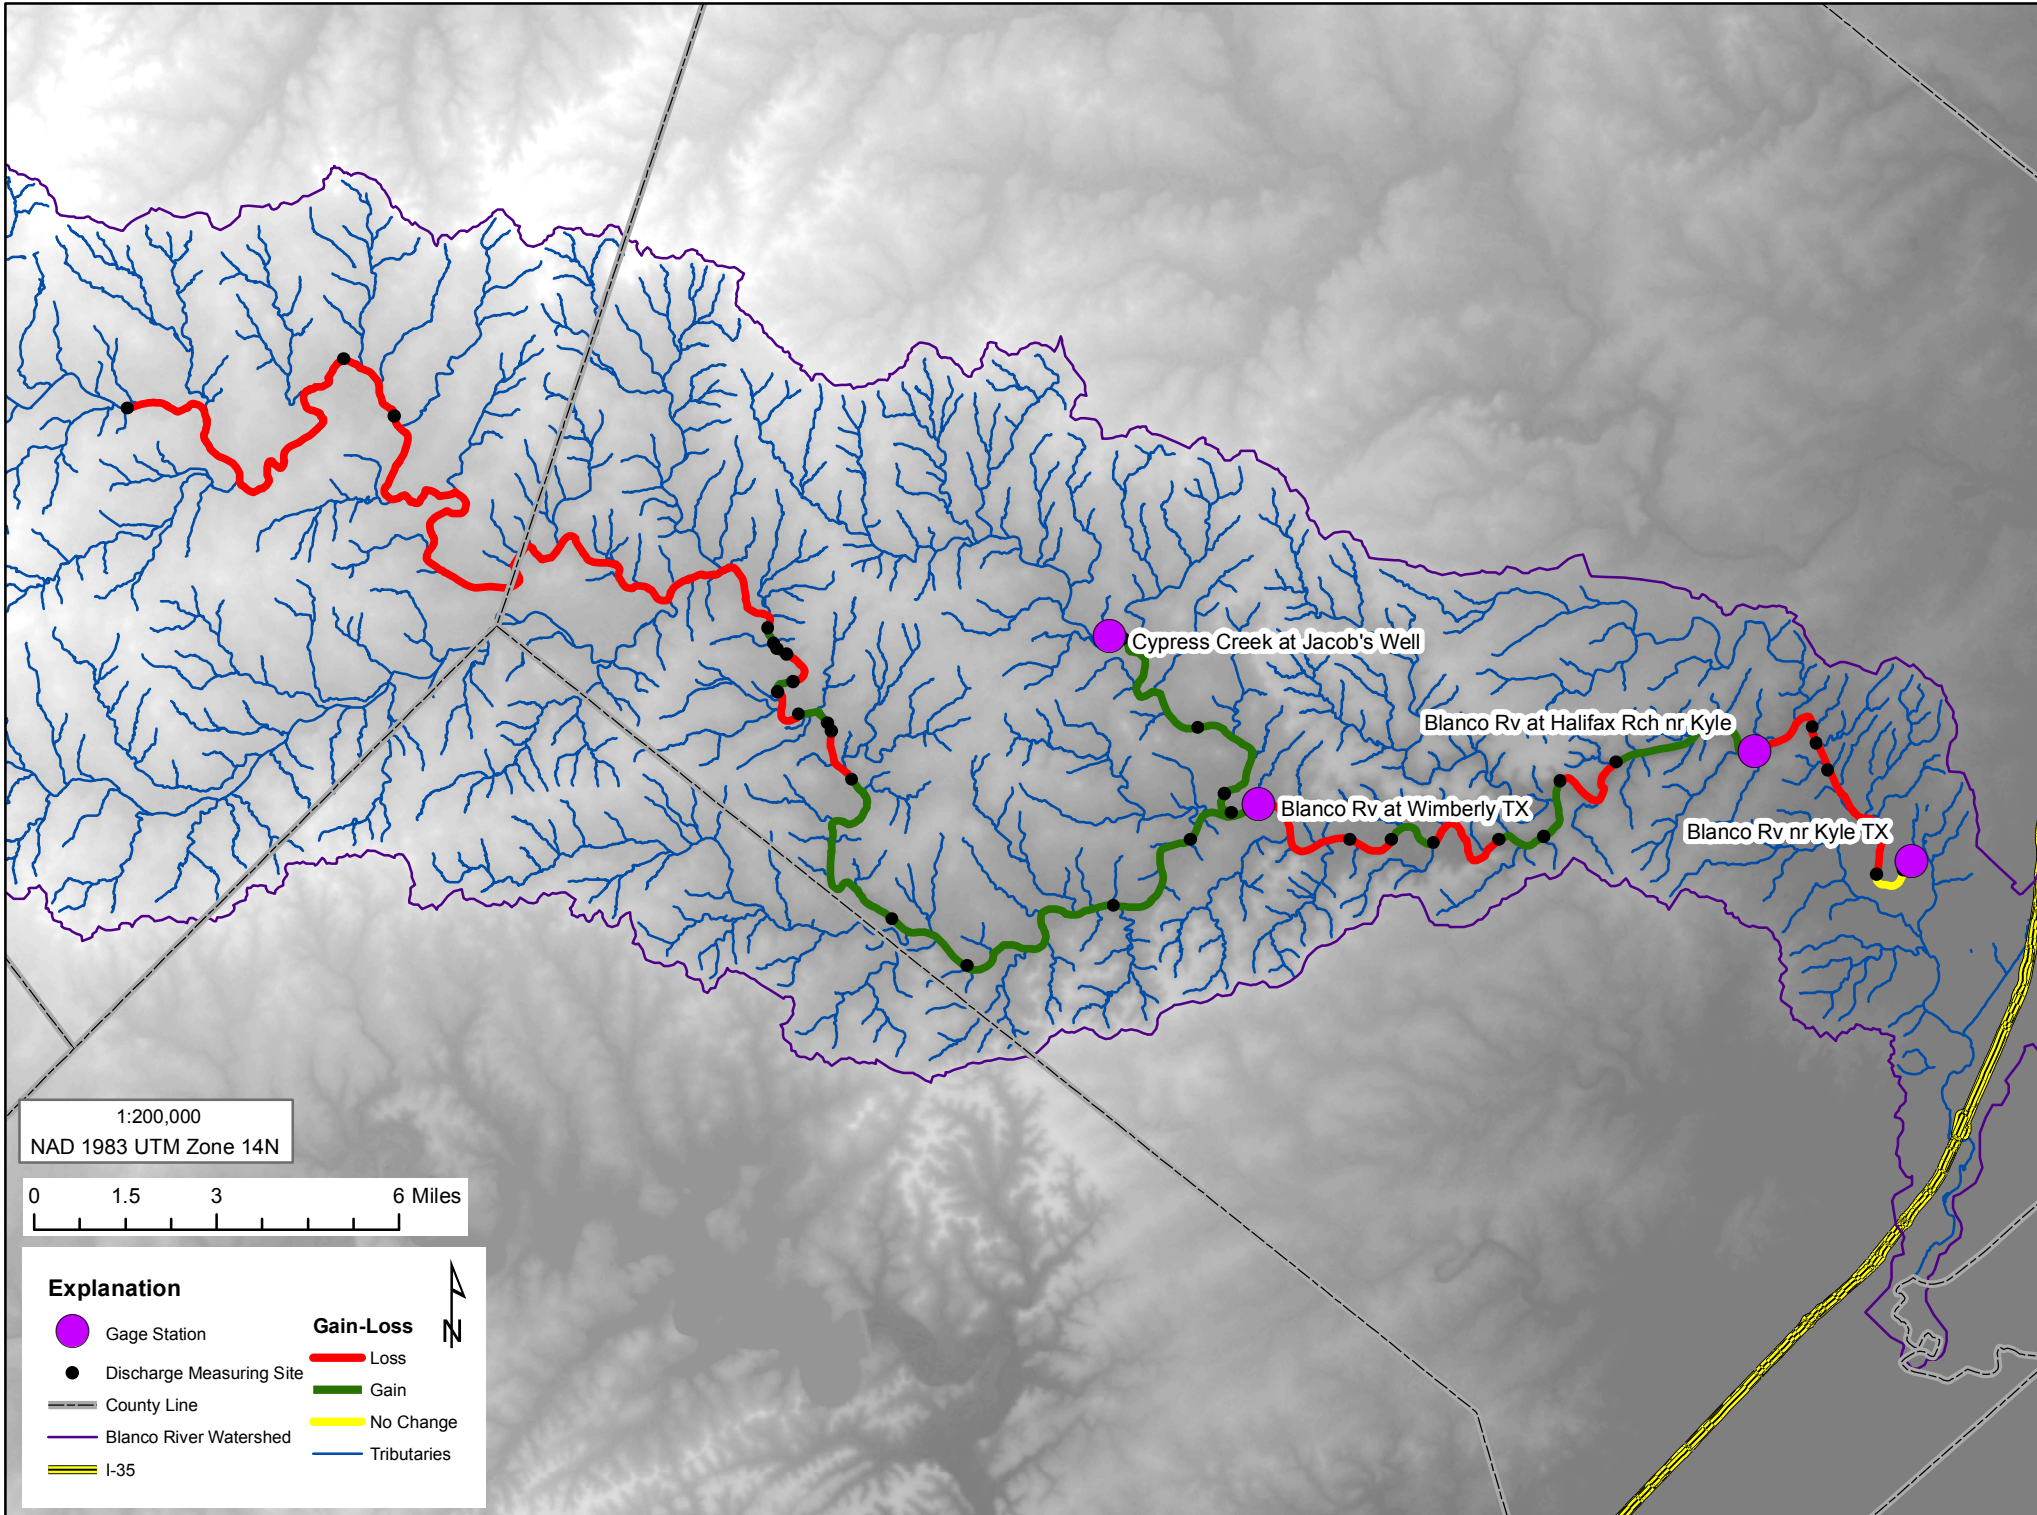 Cypress Creek at Jacob's Well
Blanco Rv at Halifax Rch nr Kyle
Blanco Rv at Wimberly TX
Blanco Rv nr Kyle TX
1:200,000
NAD 1983 UTM Zone 14N
0 1.5 3 6 Miles
Explanation
Gage Station
Discharge Measuring Site
County Line
Blanco River Watershed
I-35
N
Gain-Loss
Loss
Gain
No Change
Tributaries